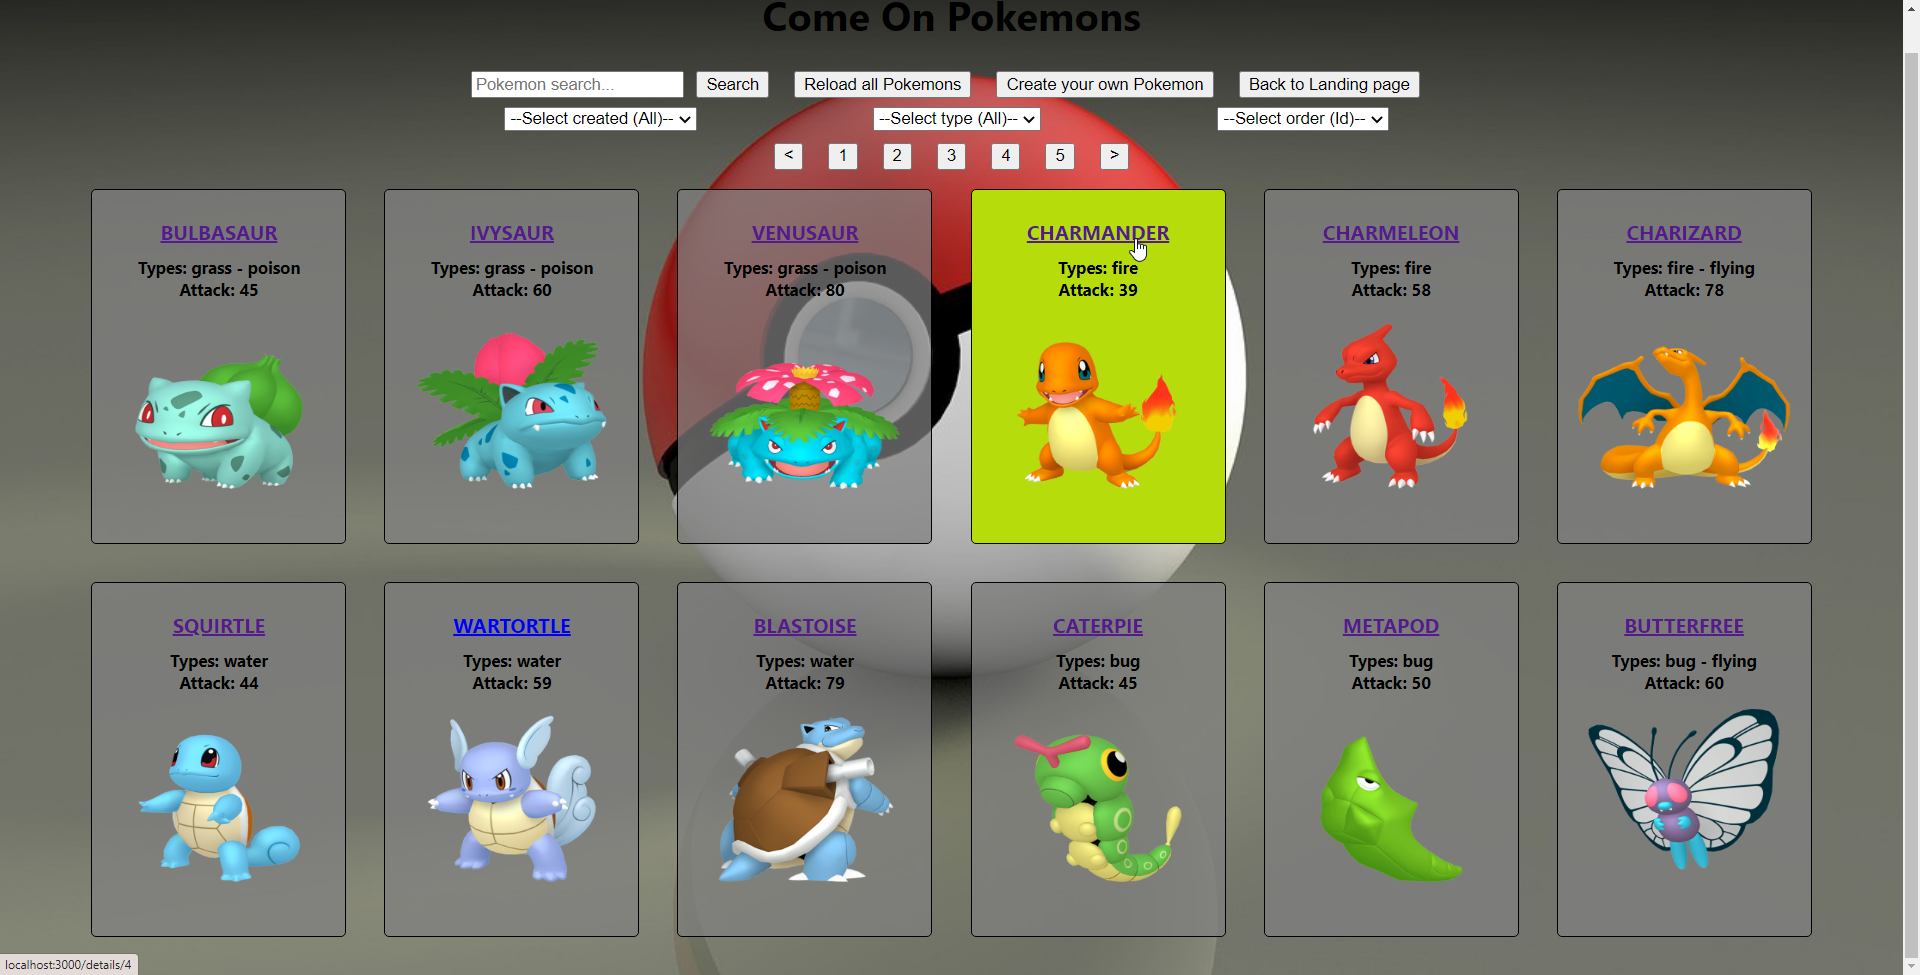 Come On Pokemons
Pokemon search... Search Reload all Pokemons Create your own Pokemon Back to Landing page
--Select created (All)-- --Select type (All)-- --Select order (Id)--
< 1 2 3 4 5 >
BULBASAUR
Types: grass - poison
Attack: 45
IVYSAUR
Types: grass - poison
Attack: 60
VENUSAUR
Types: grass - poison
Attack: 80
CHARMANDER
Types: fire
Attack: 39
CHARMELEON
Types: fire
Attack: 58
CHARIZARD
Types: fire - flying
Attack: 78
SQUIRTLE
Types: water
Attack: 44
WARTORTLE
Types: water
Attack: 59
BLASTOISE
Types: water
Attack: 79
CATERPIE
Types: bug
Attack: 45
METAPOD
Types: bug
Attack: 50
BUTTERFREE
Types: bug - flying
Attack: 60
localhost:3000/details/4